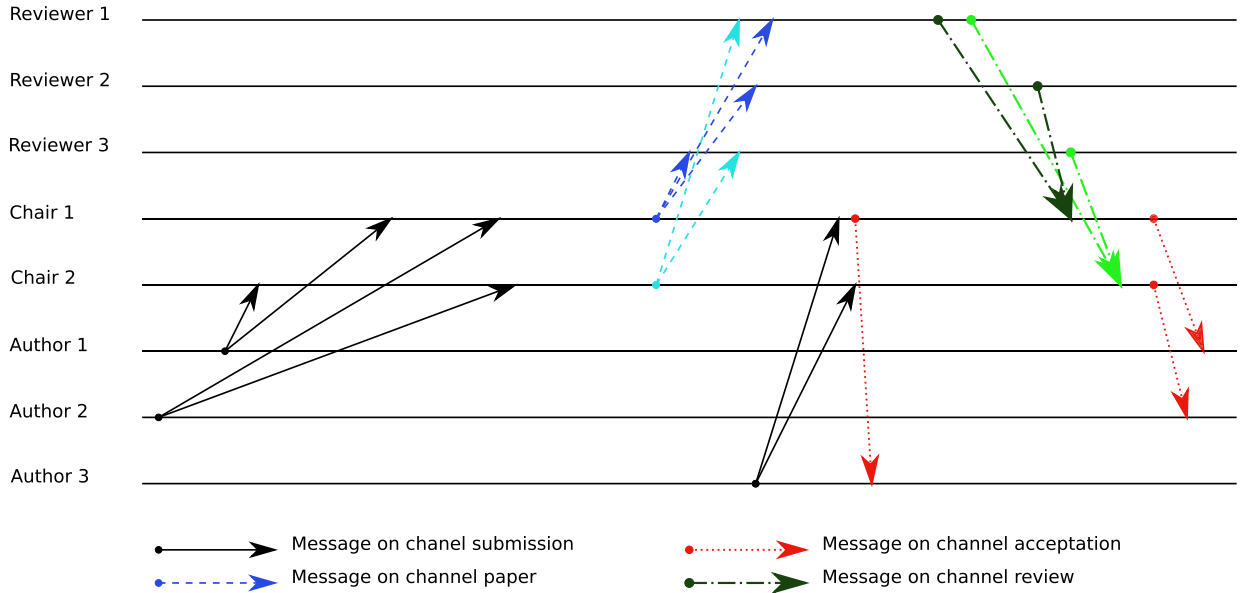 Reviewer 1
Reviewer 2
Reviewer 3
Chair 1
Chair 2
Author 1
Author 2
Author 3
Message on chanel submission
Message on channel acceptation
Message on channel paper
Message on channel review